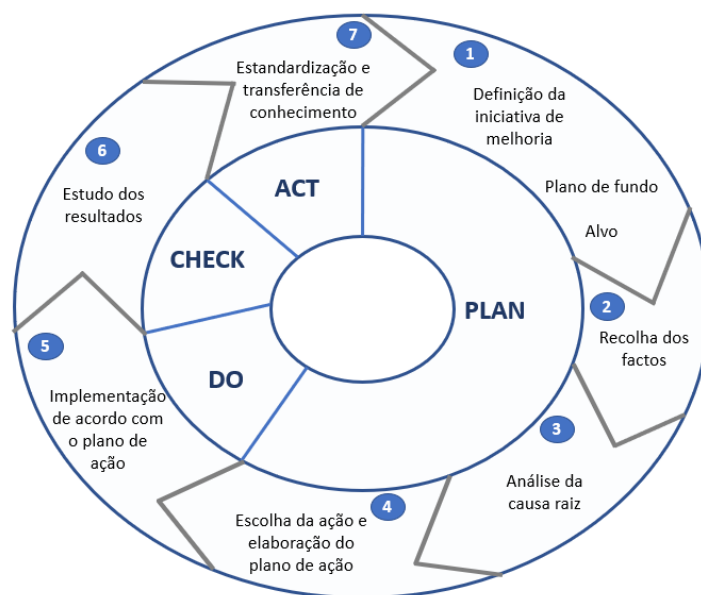 1
Definição da
iniciativa de
melhoria
Plano de fundo
Alvo
2
Recolha dos
factos
3
Análise da
causa raiz
4
Escolha da ação e
elaboração do
plano de ação
5
Implementação
de acordo com
o plano de
ação
6
Estudo dos
resultados
7
Estandardização e
transferência de
conhecimento
PLAN
DO
CHECK
ACT